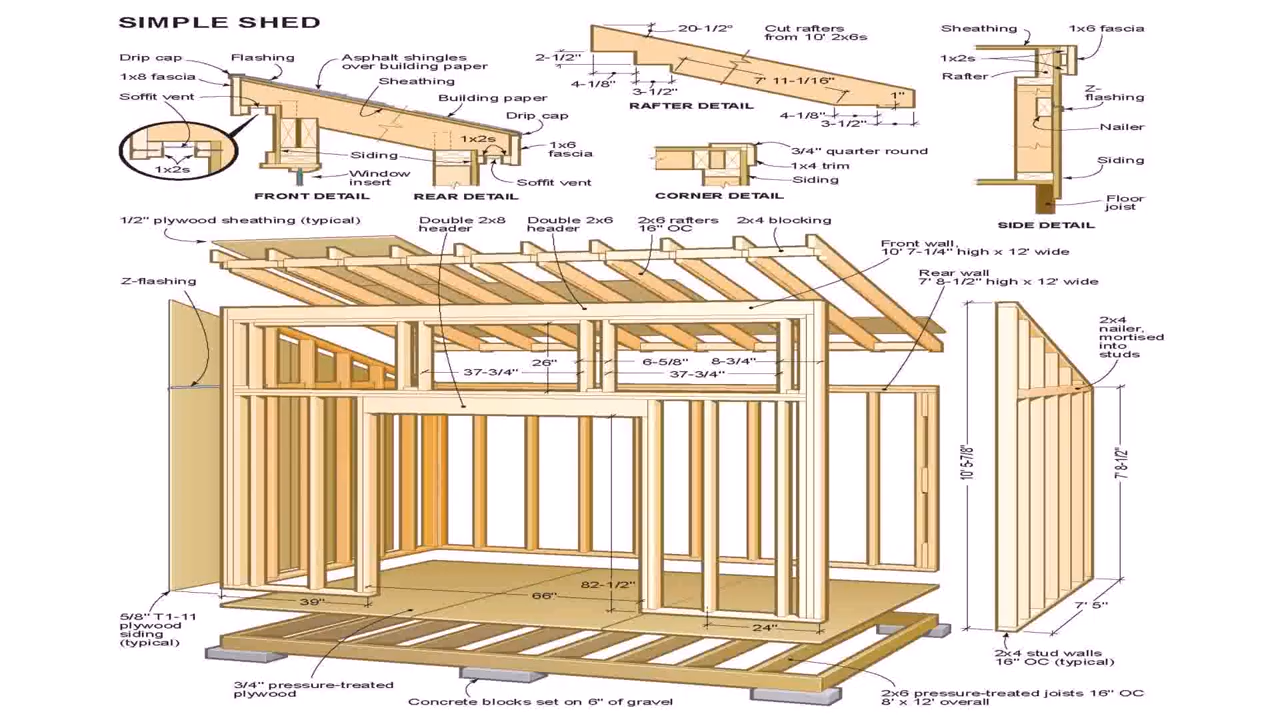 SIMPLE SHED
Drip cap
Flashing
Asphalt shingles
over building paper
1x8 fascia
Sheathing
Soffit vent
Building paper
Drip cap
1x2s
1x6
fascia
Siding
1x2s
Window
insert
Soffit vent
FRONT DETAIL
REAR DETAIL
20-1/2°
Cut rafters
from 10' 2x6s
2-1/2"
7' 11-1/16"
4-1/8"
3-1/2"
1"
RAFTER DETAIL
4-1/8"
3-1/2"
3/4" quarter round
1x4 trim
Siding
CORNER DETAIL
Sheathing
1x6 fascia
1x2s
Rafter
Z-
flashing
Nailer
Siding
Floor
joist
SIDE DETAIL
1/2" plywood sheathing (typical)
Double 2x8
header
Double 2x6
header
2x6 rafters
16" OC
2x4 blocking
Front wall,
10' 7-1/4" high x 12' wide
Rear wall
7' 8-1/2" high x 12' wide
Z-flashing
2x4
nailer,
mortised
into
studs
26"
6-5/8"
8-3/4"
37-3/4"
37-3/4"
10' 5-7/8"
7' 8-1/2"
82-1/2"
66"
39"
24"
7' 5"
5/8" T1-11
plywood
siding
(typical)
2x4 stud walls
16" OC (typical)
3/4" pressure-treated
plywood
Concrete blocks set on 6" of gravel
2x6 pressure-treated joists 16" OC
8' x 12' overall